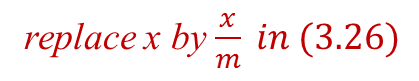 replace x by x/m in (3.26)